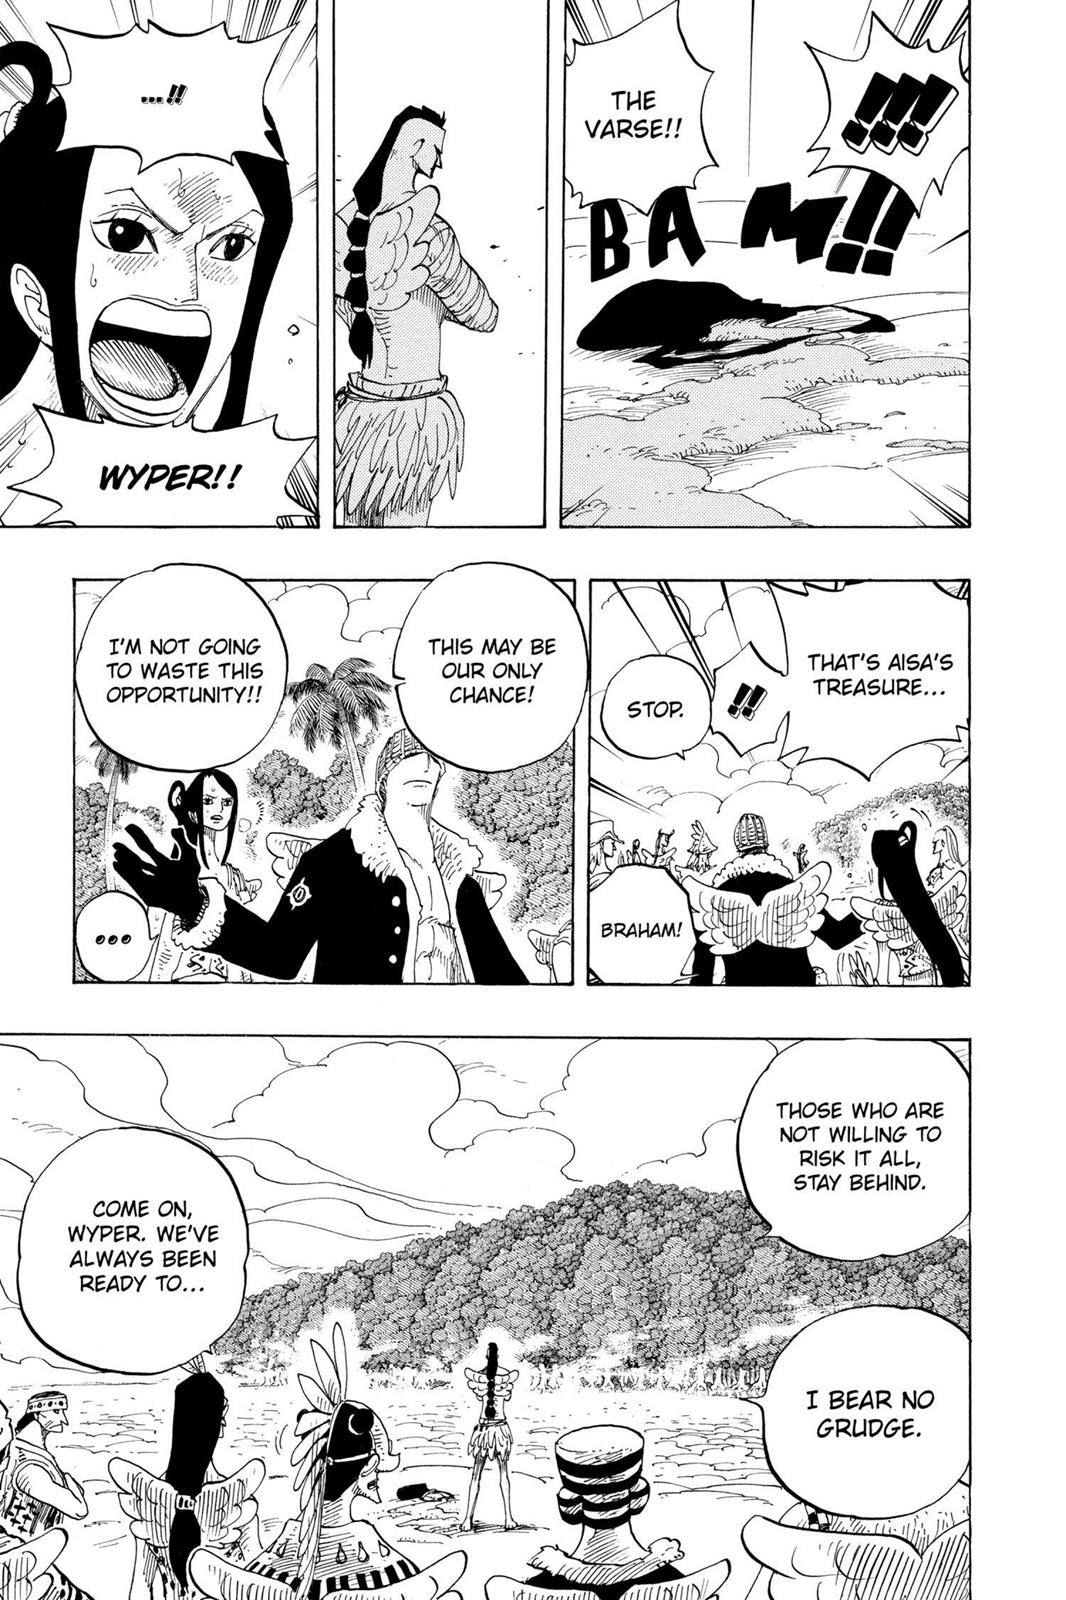 !!!
THE
VARSE!!
BAM!!
...!!
WYPER!!
THAT'S AISA'S
TREASURE...
!!
STOP.
BRAHAM!
THIS MAY BE
OUR ONLY
CHANCE!
I'M NOT GOING
TO WASTE THIS
OPPORTUNITY!!
...
THOSE WHO ARE
NOT WILLING TO
RISK IT ALL,
STAY BEHIND.
I BEAR NO
GRUDGE.
COME ON,
WYPER. WE'VE
ALWAYS BEEN
READY TO...